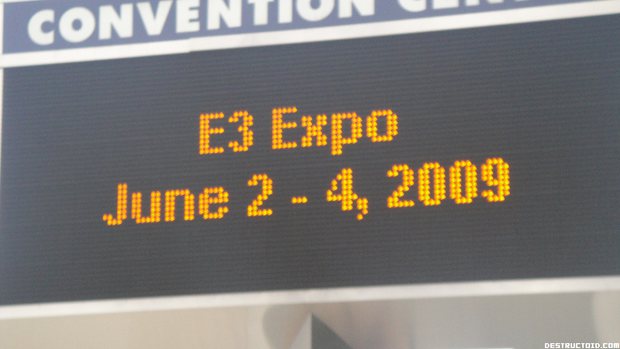 CONVENTION CEN
E3 Expo
June 2 - 4, 2009
DESTRUCTOID.COM